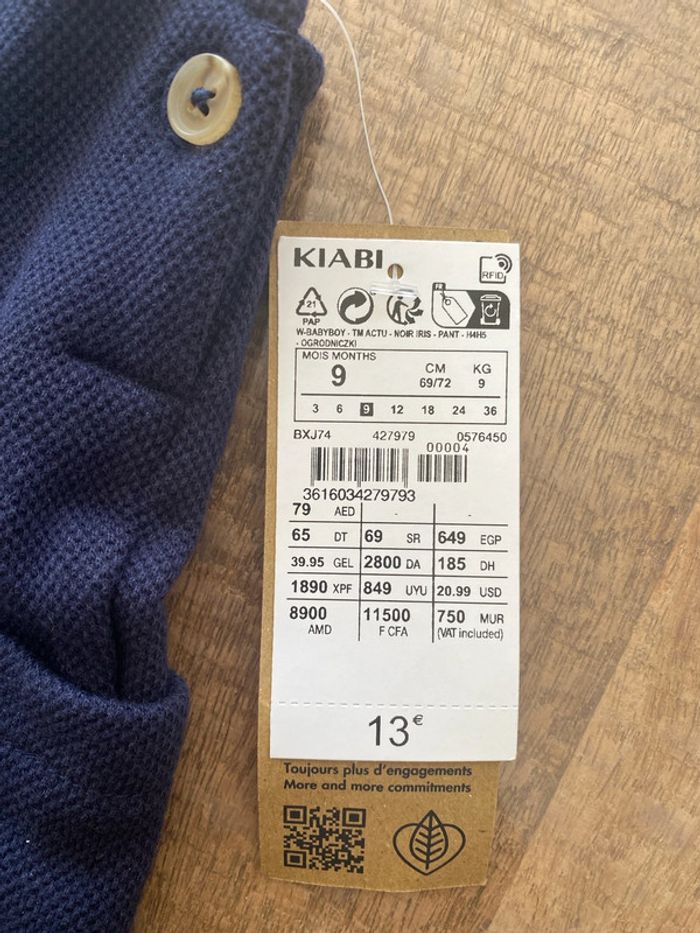 KIABI
RFID
21
PAP
FR
W-BABYBOY - TM ACTU - NOIR IRIS - PANT - H4H5
- OGRODNICZKI
MOIS MONTHS
9
CM
69/72
KG
9
3 6 9 12 18 24 36
BXJ74 427979 0576450
00004
3616034279793
79 AED - -
65 DT 69 SR 649 EGP
39.95 GEL 2800 DA 185 DH
1890 XPF 849 UYU 20.99 USD
8900 AMD 11500 F CFA 750 MUR
(VAT included)
13€
Toujours plus d'engagements
More and more commitments